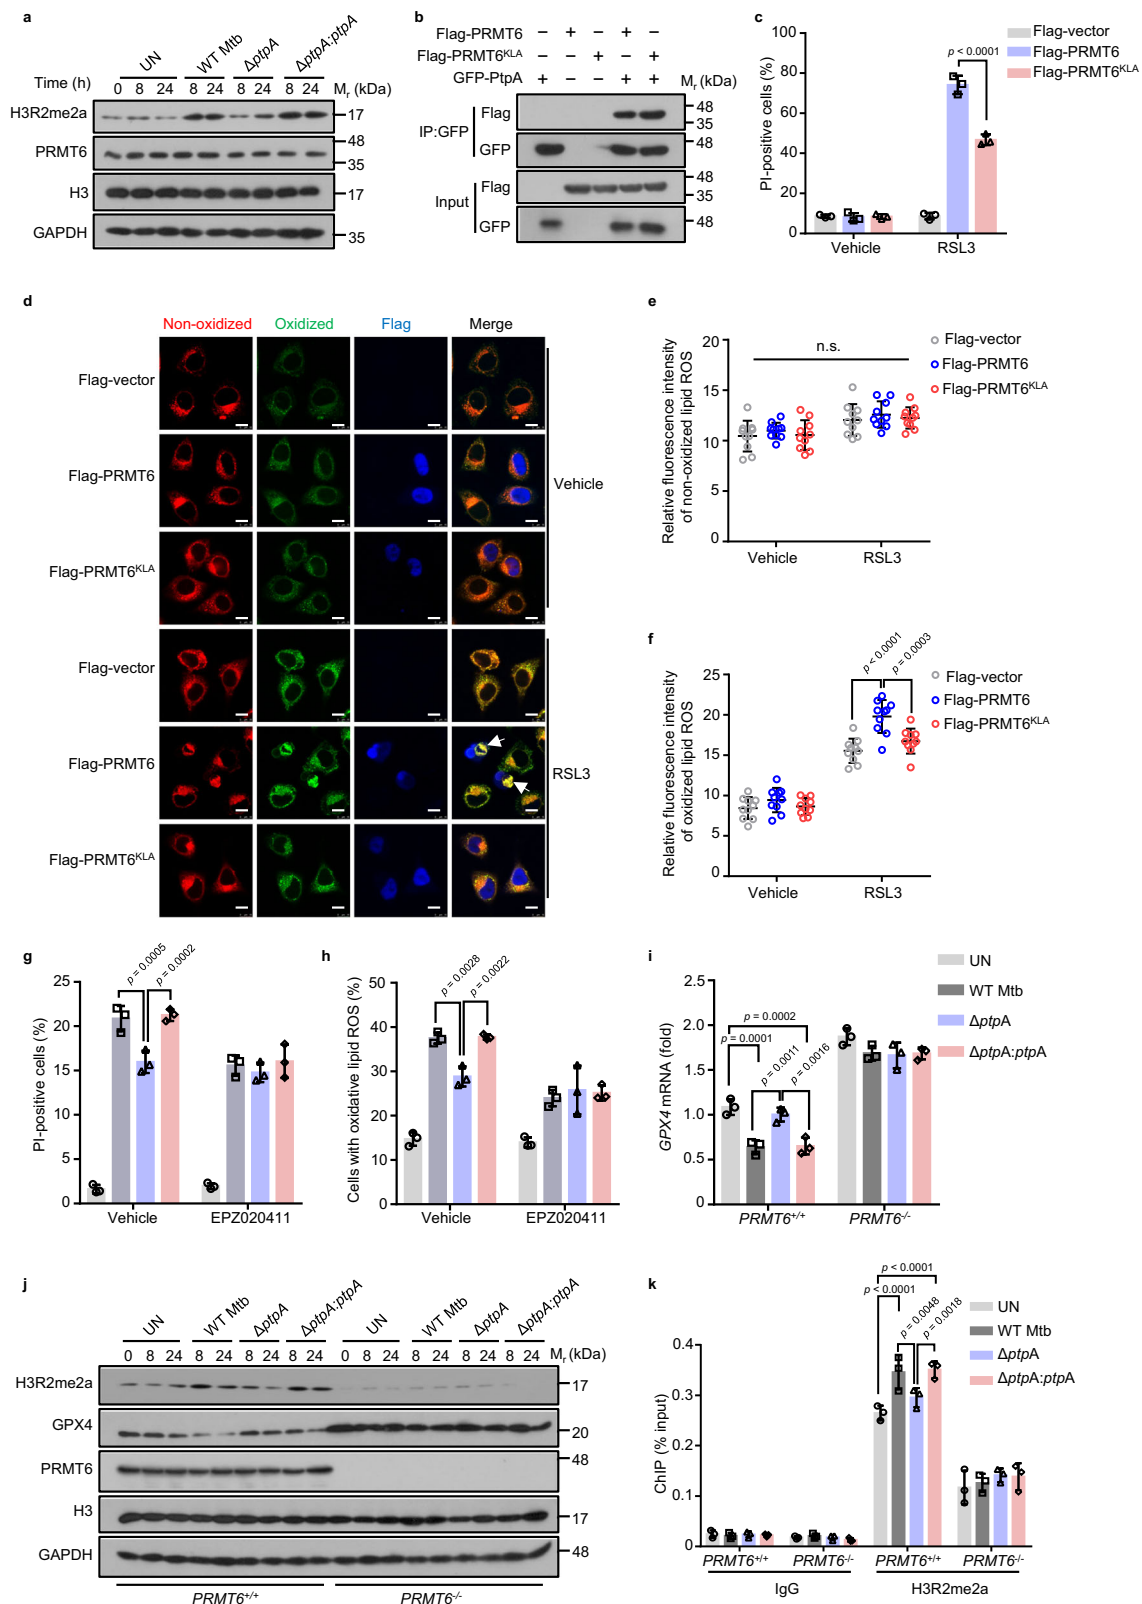 a
UN
WT Mtb
ΔptpA
ΔptpA:ptpA
Time (h)
0 8 24 8 24 8 24 8 24
Mr (kDa)
H3R2me2a
17
PRMT6
48
35
H3
17
GAPDH
35
b
Flag-PRMT6 – + – + –
Flag-PRMT6KLA – – + – +
GFP-PtpA + – – + +
Mr (kDa)
IP:GFP
Flag
48
35
GFP
48
Input
Flag
48
35
GFP
48
c
PI-positive cells (%)
100
80
60
40
20
0
p < 0.0001
Vehicle
RSL3
Flag-vector
Flag-PRMT6
Flag-PRMT6KLA
d
Non-oxidized Oxidized Flag Merge
Flag-vector
Flag-PRMT6
Flag-PRMT6KLA
Vehicle
Flag-vector
Flag-PRMT6
Flag-PRMT6KLA
RSL3
e
Relative fluorescence intensity
of non-oxidized lipid ROS
20
15
10
5
0
n.s.
Vehicle
RSL3
Flag-vector
Flag-PRMT6
Flag-PRMT6KLA
f
Relative fluorescence intensity
of oxidized lipid ROS
25
20
15
10
5
0
p < 0.0001
p = 0.0003
Vehicle
RSL3
Flag-vector
Flag-PRMT6
Flag-PRMT6KLA
g
PI-positive cells (%)
25
20
15
10
5
0
p = 0.0005
p = 0.0002
Vehicle
EPZ020411
h
Cells with oxidative lipid ROS (%)
50
40
30
20
10
0
p = 0.0028
p = 0.0022
Vehicle
EPZ020411
i
GPX4 mRNA (fold)
2.5
2.0
1.5
1.0
0.5
0
p = 0.0002
p = 0.0001
p = 0.0011
p = 0.0016
PRMT6+/+
PRMT6-/-
UN
WT Mtb
ΔptpA
ΔptpA:ptpA
j
UN
WT Mtb
ΔptpA
ΔptpA:ptpA
UN
WT Mtb
ΔptpA
ΔptpA:ptpA
0 8 24 8 24 8 24 8 24 0 8 24 8 24 8 24 8 24
Mr (kDa)
H3R2me2a
17
GPX4
20
PRMT6
48
H3
17
GAPDH
48
PRMT6+/+
PRMT6-/-
k
ChIP (% input)
0.4
0.3
0.2
0.1
0
p < 0.0001
p < 0.0001
p = 0.0048
p = 0.0018
PRMT6+/+
PRMT6-/-
PRMT6+/+
PRMT6-/-
IgG
H3R2me2a
UN
WT Mtb
ΔptpA
ΔptpA:ptpA